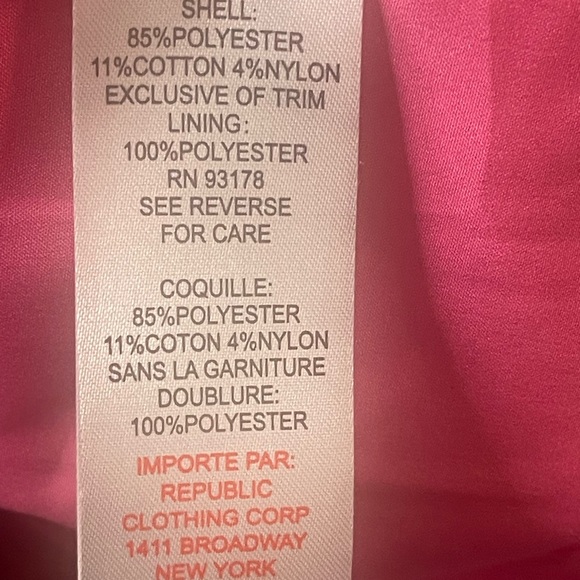 SHELL:
85%POLYESTER
11%COTTON 4%NYLON
EXCLUSIVE OF TRIM
LINING:
100%POLYESTER
RN 93178
SEE REVERSE
FOR CARE
COQUILLE:
85%POLYESTER
11%COTON 4%NYLON
SANS LA GARNITURE
DOUBLURE:
100%POLYESTER
IMPORTE PAR:
REPUBLIC
CLOTHING CORP
1411 BROADWAY
NEW YORK